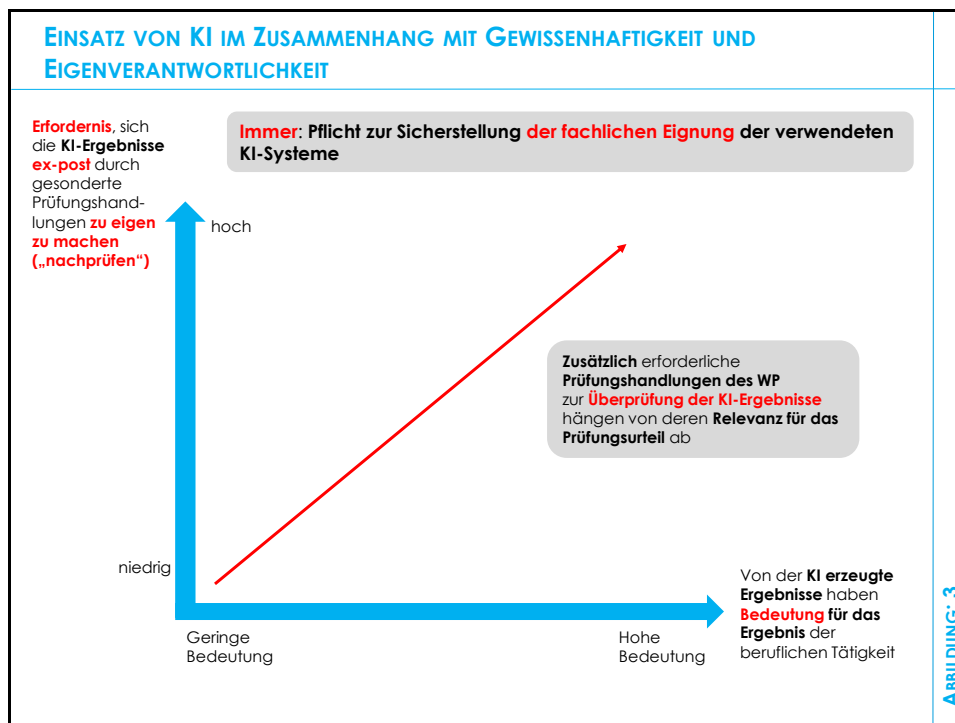 EINSATZ VON KI IM ZUSAMMENHANG MIT GEWISSENHAFTIGKEIT UND
EIGENVERANTWORTLICHKEIT
Erfordernis, sich
die KI-Ergebnisse
ex-post durch
gesonderte
Prüfungshand-
lungen zu eigen
zu machen
(„nachprüfen“)
Immer: Pflicht zur Sicherstellung der fachlichen Eignung der verwendeten
KI-Systeme
hoch
Zusätzlich erforderliche
Prüfungshandlungen des WP
zur Überprüfung der KI-Ergebnisse
hängen von deren Relevanz für das
Prüfungsurteil ab
niedrig
Geringe
Bedeutung
Hohe
Bedeutung
Von der KI erzeugte
Ergebnisse haben
Bedeutung für das
Ergebnis der
beruflichen Tätigkeit
ABBILDUNG: 3